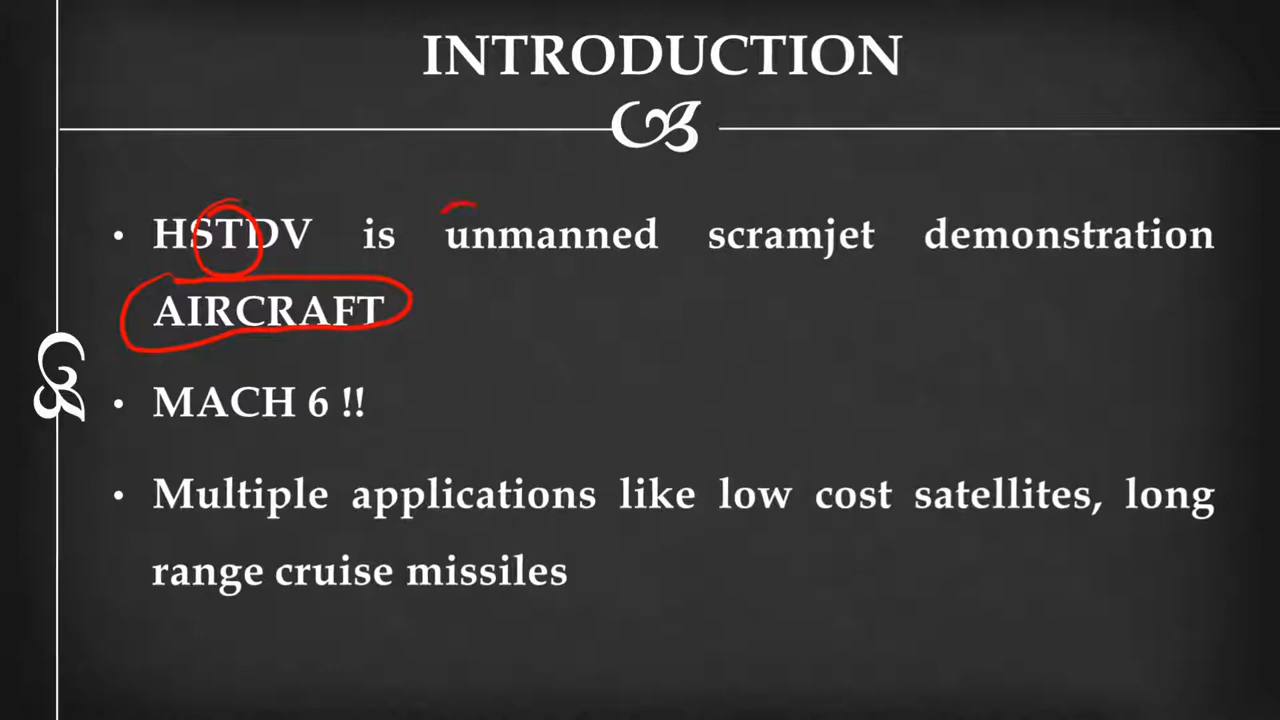 INTRODUCTION
• HSTDV is unmanned scramjet demonstration
AIRCRAFT
• MACH 6 !!
• Multiple applications like low cost satellites, long
range cruise missiles